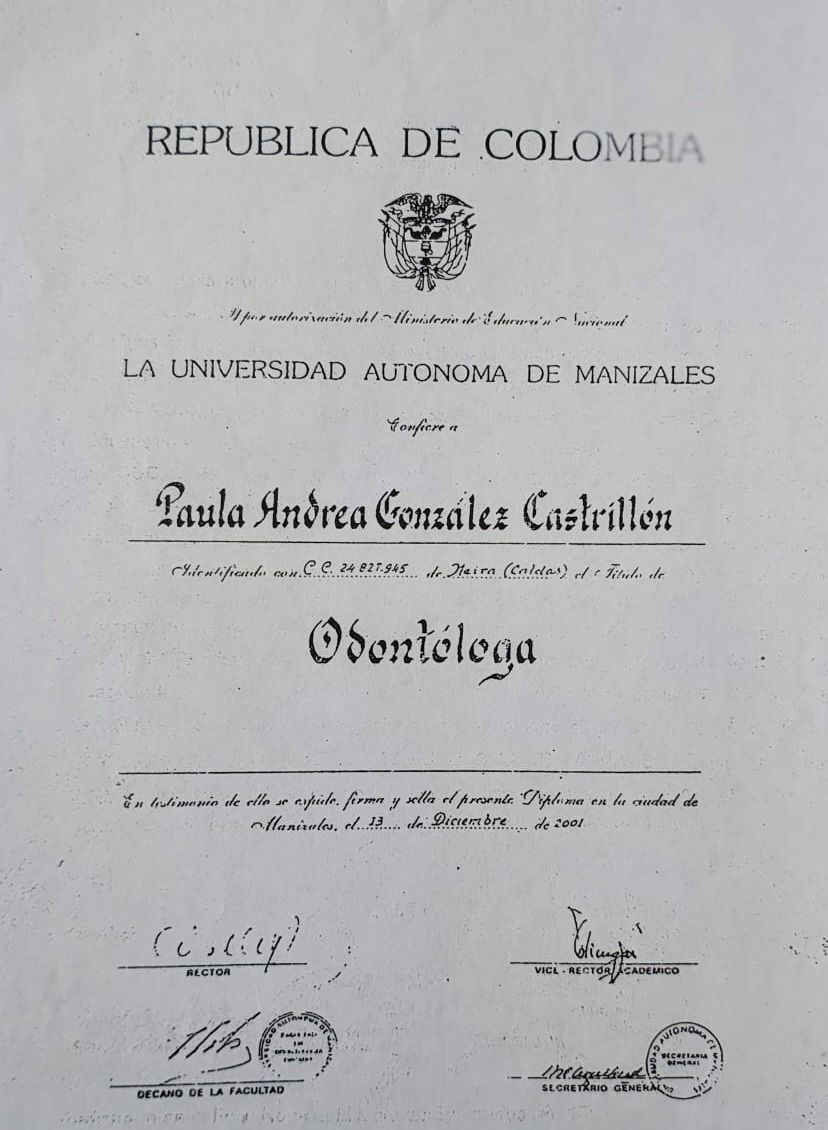 REPUBLICA DE COLOMBIA
Y por autorización del Ministerio de Educación Nacional
LA UNIVERSIDAD AUTONOMA DE MANIZALES
Confiere a
Paula Andrea González Castrillón
Identificado con C.C. 24 827.945 de Neira (Caldas) el Título de
Odontóloga
En testimonio de ello se expide, firma y sella el presente Diploma en la ciudad de
Manizales, el 13 de Diciembre de 2001
RECTOR
VICE - RECTOR ACADEMICO
DECANO DE LA FACULTAD
SECRETARIA
GENERAL
SECRETARIO GENERAL